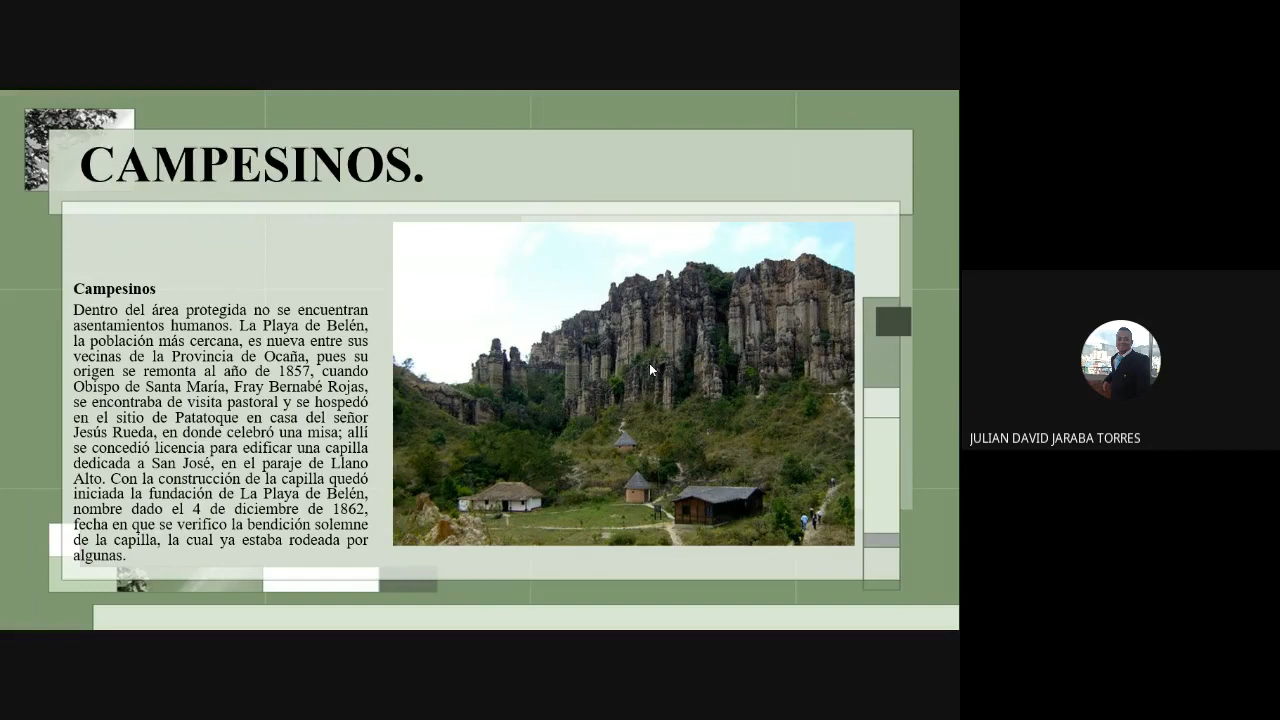 CAMPESINOS.
Campesinos
Dentro del área protegida no se encuentran
asentamientos humanos. La Playa de Belén,
la población más cercana, es nueva entre sus
vecinas de la Provincia de Ocaña, pues su
origen se remonta al año de 1857, cuando
Obispo de Santa María, Fray Bernabé Rojas,
se encontraba de visita pastoral y se hospedó
en el sitio de Patatoque en casa del señor
Jesús Rueda, en donde celebró una misa; allí
se concedió licencia para edificar una capilla
dedicada a San José, en el paraje de Llano
Alto. Con la construcción de la capilla quedó
iniciada la fundación de La Playa de Belén,
nombre dado el 4 de diciembre de 1862,
fecha en que se verifico la bendición solemne
de la capilla, la cual ya estaba rodeada por
algunas.
JULIAN DAVID JARABA TORRES